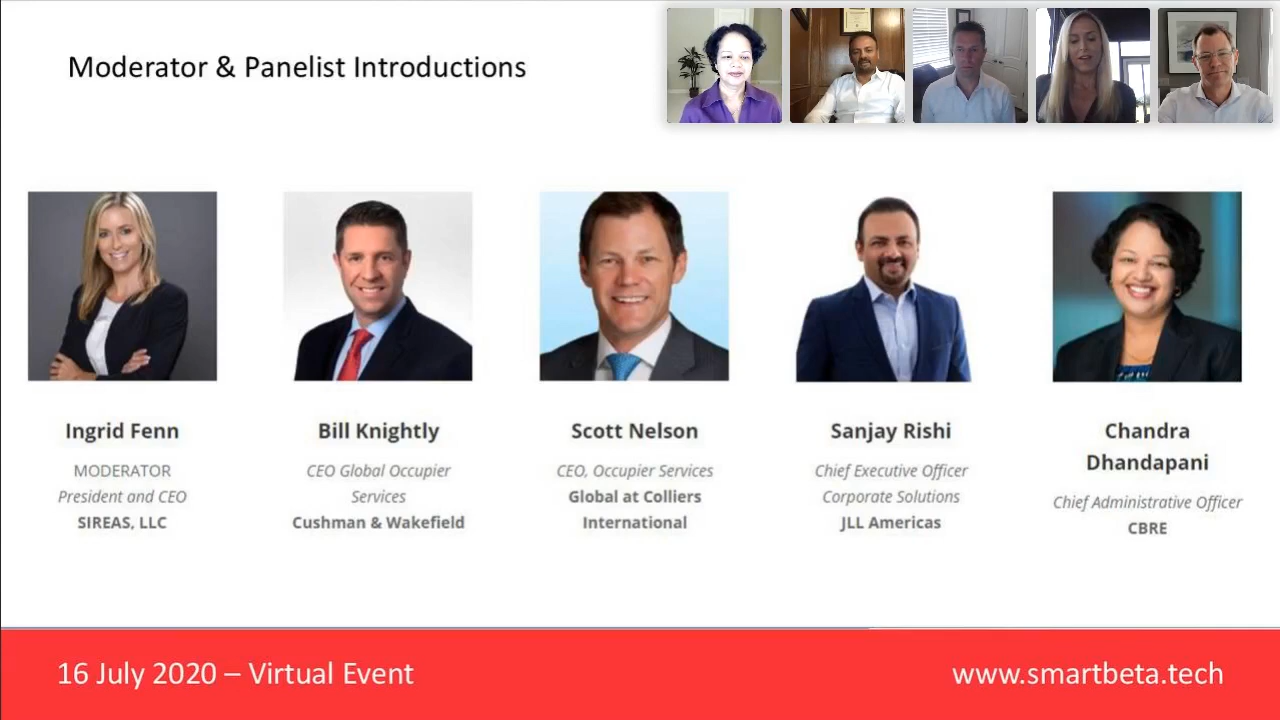 Moderator & Panelist Introductions
Ingrid Fenn
MODERATOR
President and CEO
SIREAS, LLC
Bill Knightly
CEO Global Occupier
Services
Cushman & Wakefield
Scott Nelson
CEO, Occupier Services
Global at Colliers
International
Sanjay Rishi
Chief Executive Officer
Corporate Solutions
JLL Americas
Chandra
Dhandapani
Chief Administrative Officer
CBRE
16 July 2020 – Virtual Event
www.smartbeta.tech